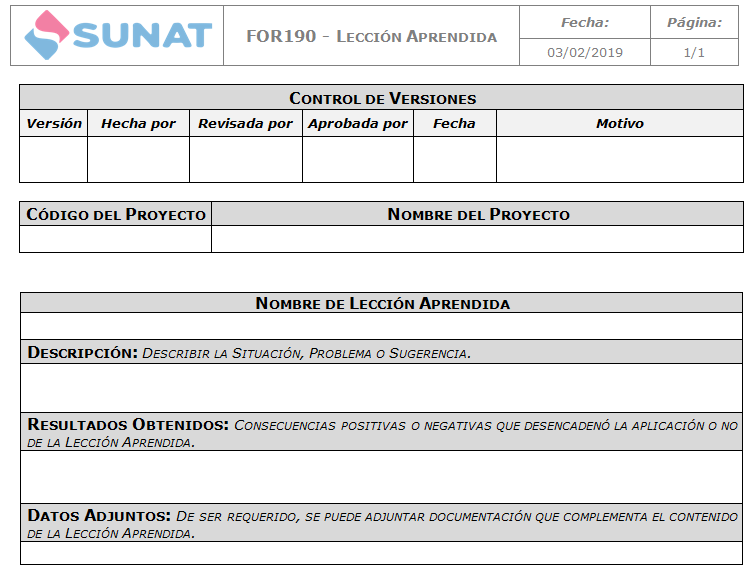 SUNAT
FOR190 - LECCIÓN APRENDIDA
Fecha:
Página:
03/02/2019
1/1
CONTROL DE VERSIONES
Versión
Hecha por
Revisada por
Aprobada por
Fecha
Motivo
CÓDIGO DEL PROYECTO
NOMBRE DEL PROYECTO
NOMBRE DE LECCIÓN APRENDIDA
DESCRIPCIÓN: DESCRIBIR LA SITUACIÓN, PROBLEMA O SUGERENCIA.
RESULTADOS OBTENIDOS: CONSECUENCIAS POSITIVAS O NEGATIVAS QUE DESENCADENÓ LA APLICACIÓN O NO
DE LA LECCIÓN APRENDIDA.
DATOS ADJUNTOS: DE SER REQUERIDO, SE PUEDE ADJUNTAR DOCUMENTACIÓN QUE COMPLEMENTA EL CONTENIDO
DE LA LECCIÓN APRENDIDA.